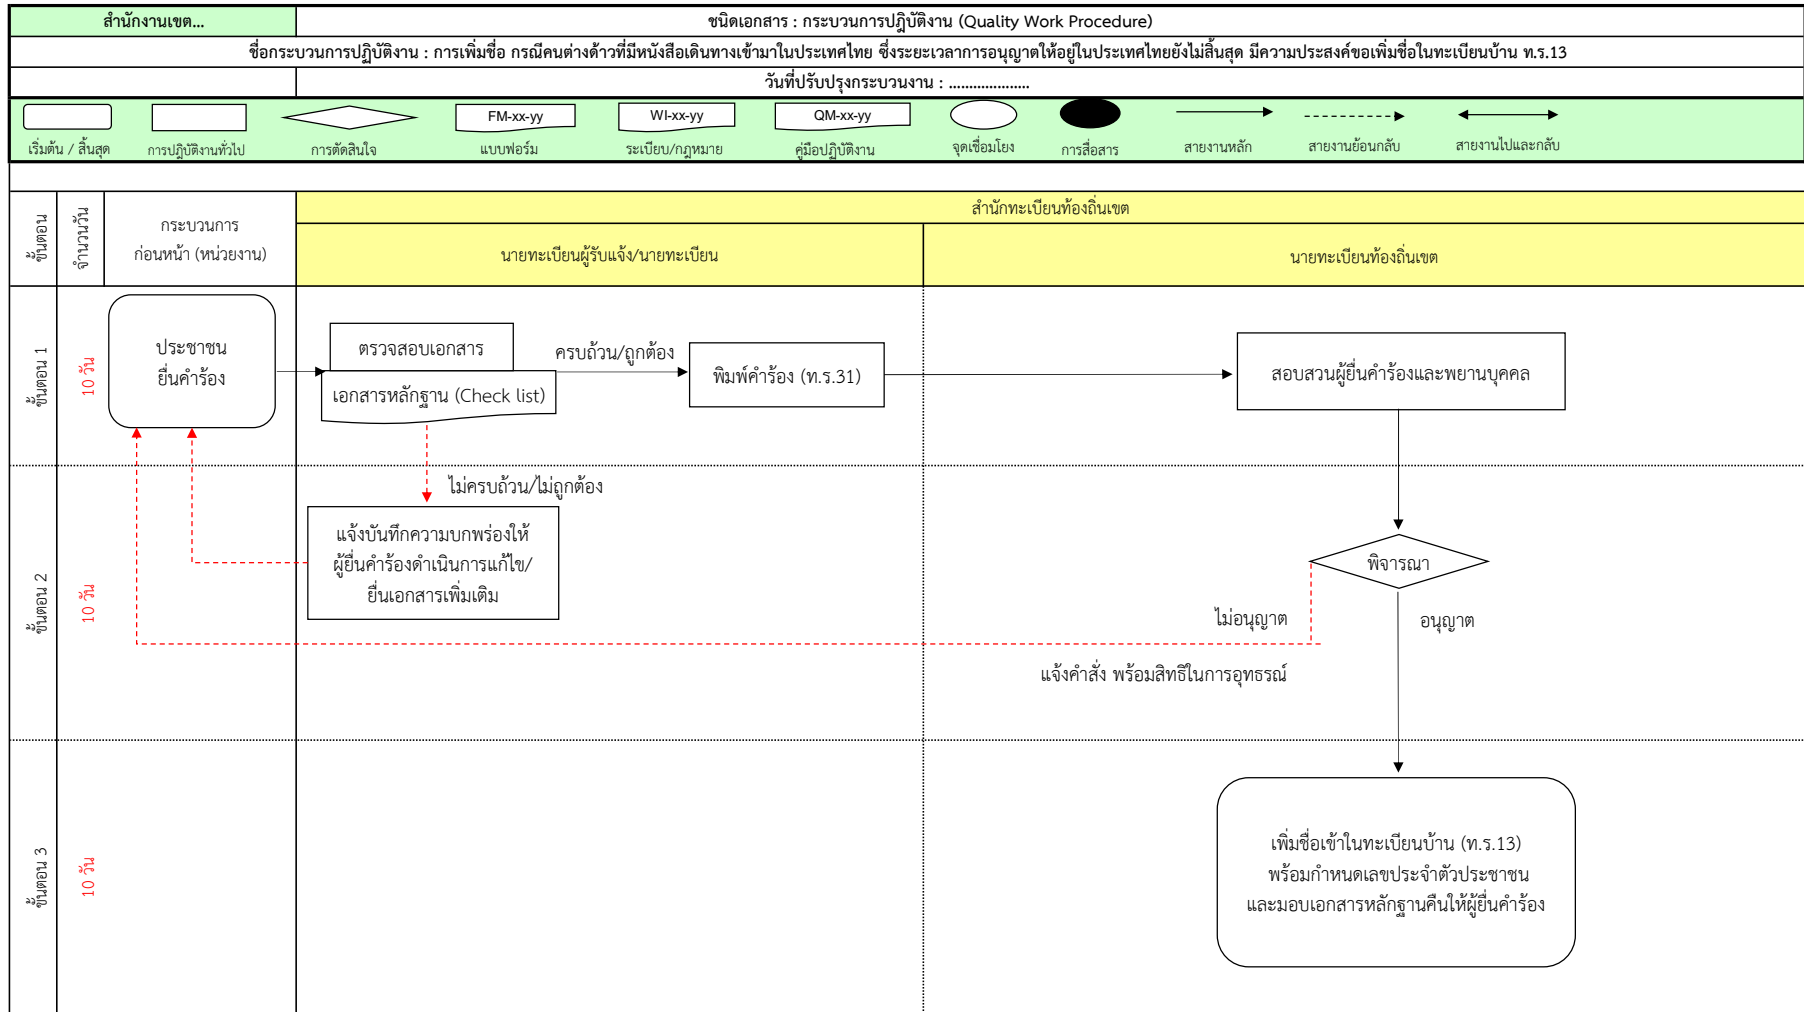 สำนักงานเขต...
ชนิดเอกสาร : กระบวนการปฎิบัติงาน (Quality Work Procedure)
ชื่อกระบวนการปฏิบัติงาน : การเพิ่มชื่อ กรณีคนต่างด้าวที่มีหนังสือเดินทางเข้ามาในประเทศไทย ซึ่งระยะเวลาการอนุญาตให้อยู่ในประเทศไทยยังไม่สิ้นสุด มีความประสงค์ขอเพิ่มชื่อในทะเบียนบ้าน ท.ร.13
วันที่ปรับปรุงกระบวนงาน : ...................
FM-xx-yy
WI-xx-yy
QM-xx-yy
เริ่มต้น / สิ้นสุด
การปฏิบัติงานทั่วไป
การตัดสินใจ
แบบฟอร์ม
ระเบียบ/กฎหมาย
คู่มือปฏิบัติงาน
จุดเชื่อมโยง
การสื่อสาร
สายงานหลัก
สายงานย้อนกลับ
สายงานไปและกลับ
ขั้นตอน
จำนวนวัน
กระบวนการ
ก่อนหน้า (หน่วยงาน)
สำนักทะเบียนท้องถิ่นเขต
นายทะเบียนผู้รับแจ้ง/นายทะเบียน
นายทะเบียนท้องถิ่นเขต
ขั้นตอน 1
10 วัน
ประชาชน
ยื่นคำร้อง
ตรวจสอบเอกสาร
เอกสารหลักฐาน (Check list)
ครบถ้วน/ถูกต้อง
พิมพ์คำร้อง (ท.ร.31)
สอบสวนผู้ยื่นคำร้องและพยานบุคคล
ขั้นตอน 2
10 วัน
ไม่ครบถ้วน/ไม่ถูกต้อง
แจ้งบันทึกความบกพร่องให้
ผู้ยื่นคำร้องดำเนินการแก้ไข/
ยื่นเอกสารเพิ่มเติม
พิจารณา
ไม่อนุญาต
อนุญาต
แจ้งคำสั่ง พร้อมสิทธิในการอุทธรณ์
ขั้นตอน 3
10 วัน
เพิ่มชื่อเข้าในทะเบียนบ้าน (ท.ร.13)
พร้อมกำหนดเลขประจำตัวประชาชน
และมอบเอกสารหลักฐานคืนให้ผู้ยื่นคำร้อง